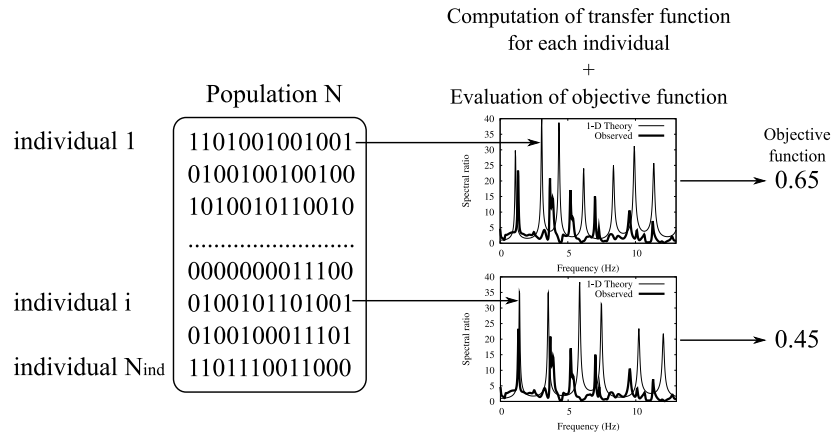 Computation of transfer function
for each individual
+
Evaluation of objective function
Population N
individual 1
1101001001001
0100100100100
1010010110010
..........................
0000000011100
individual i
0100101101001
0100100011101
individual Nind
1101110011000
40
35
30
25
20
15
10
5
0
Spectral ratio
1-D Theory
Observed
0 5 10
Frequency (Hz)
Objective
function
0.65
40
35
30
25
20
15
10
5
0
Spectral ratio
1-D Theory
Observed
0 5 10
Frequency (Hz)
0.45